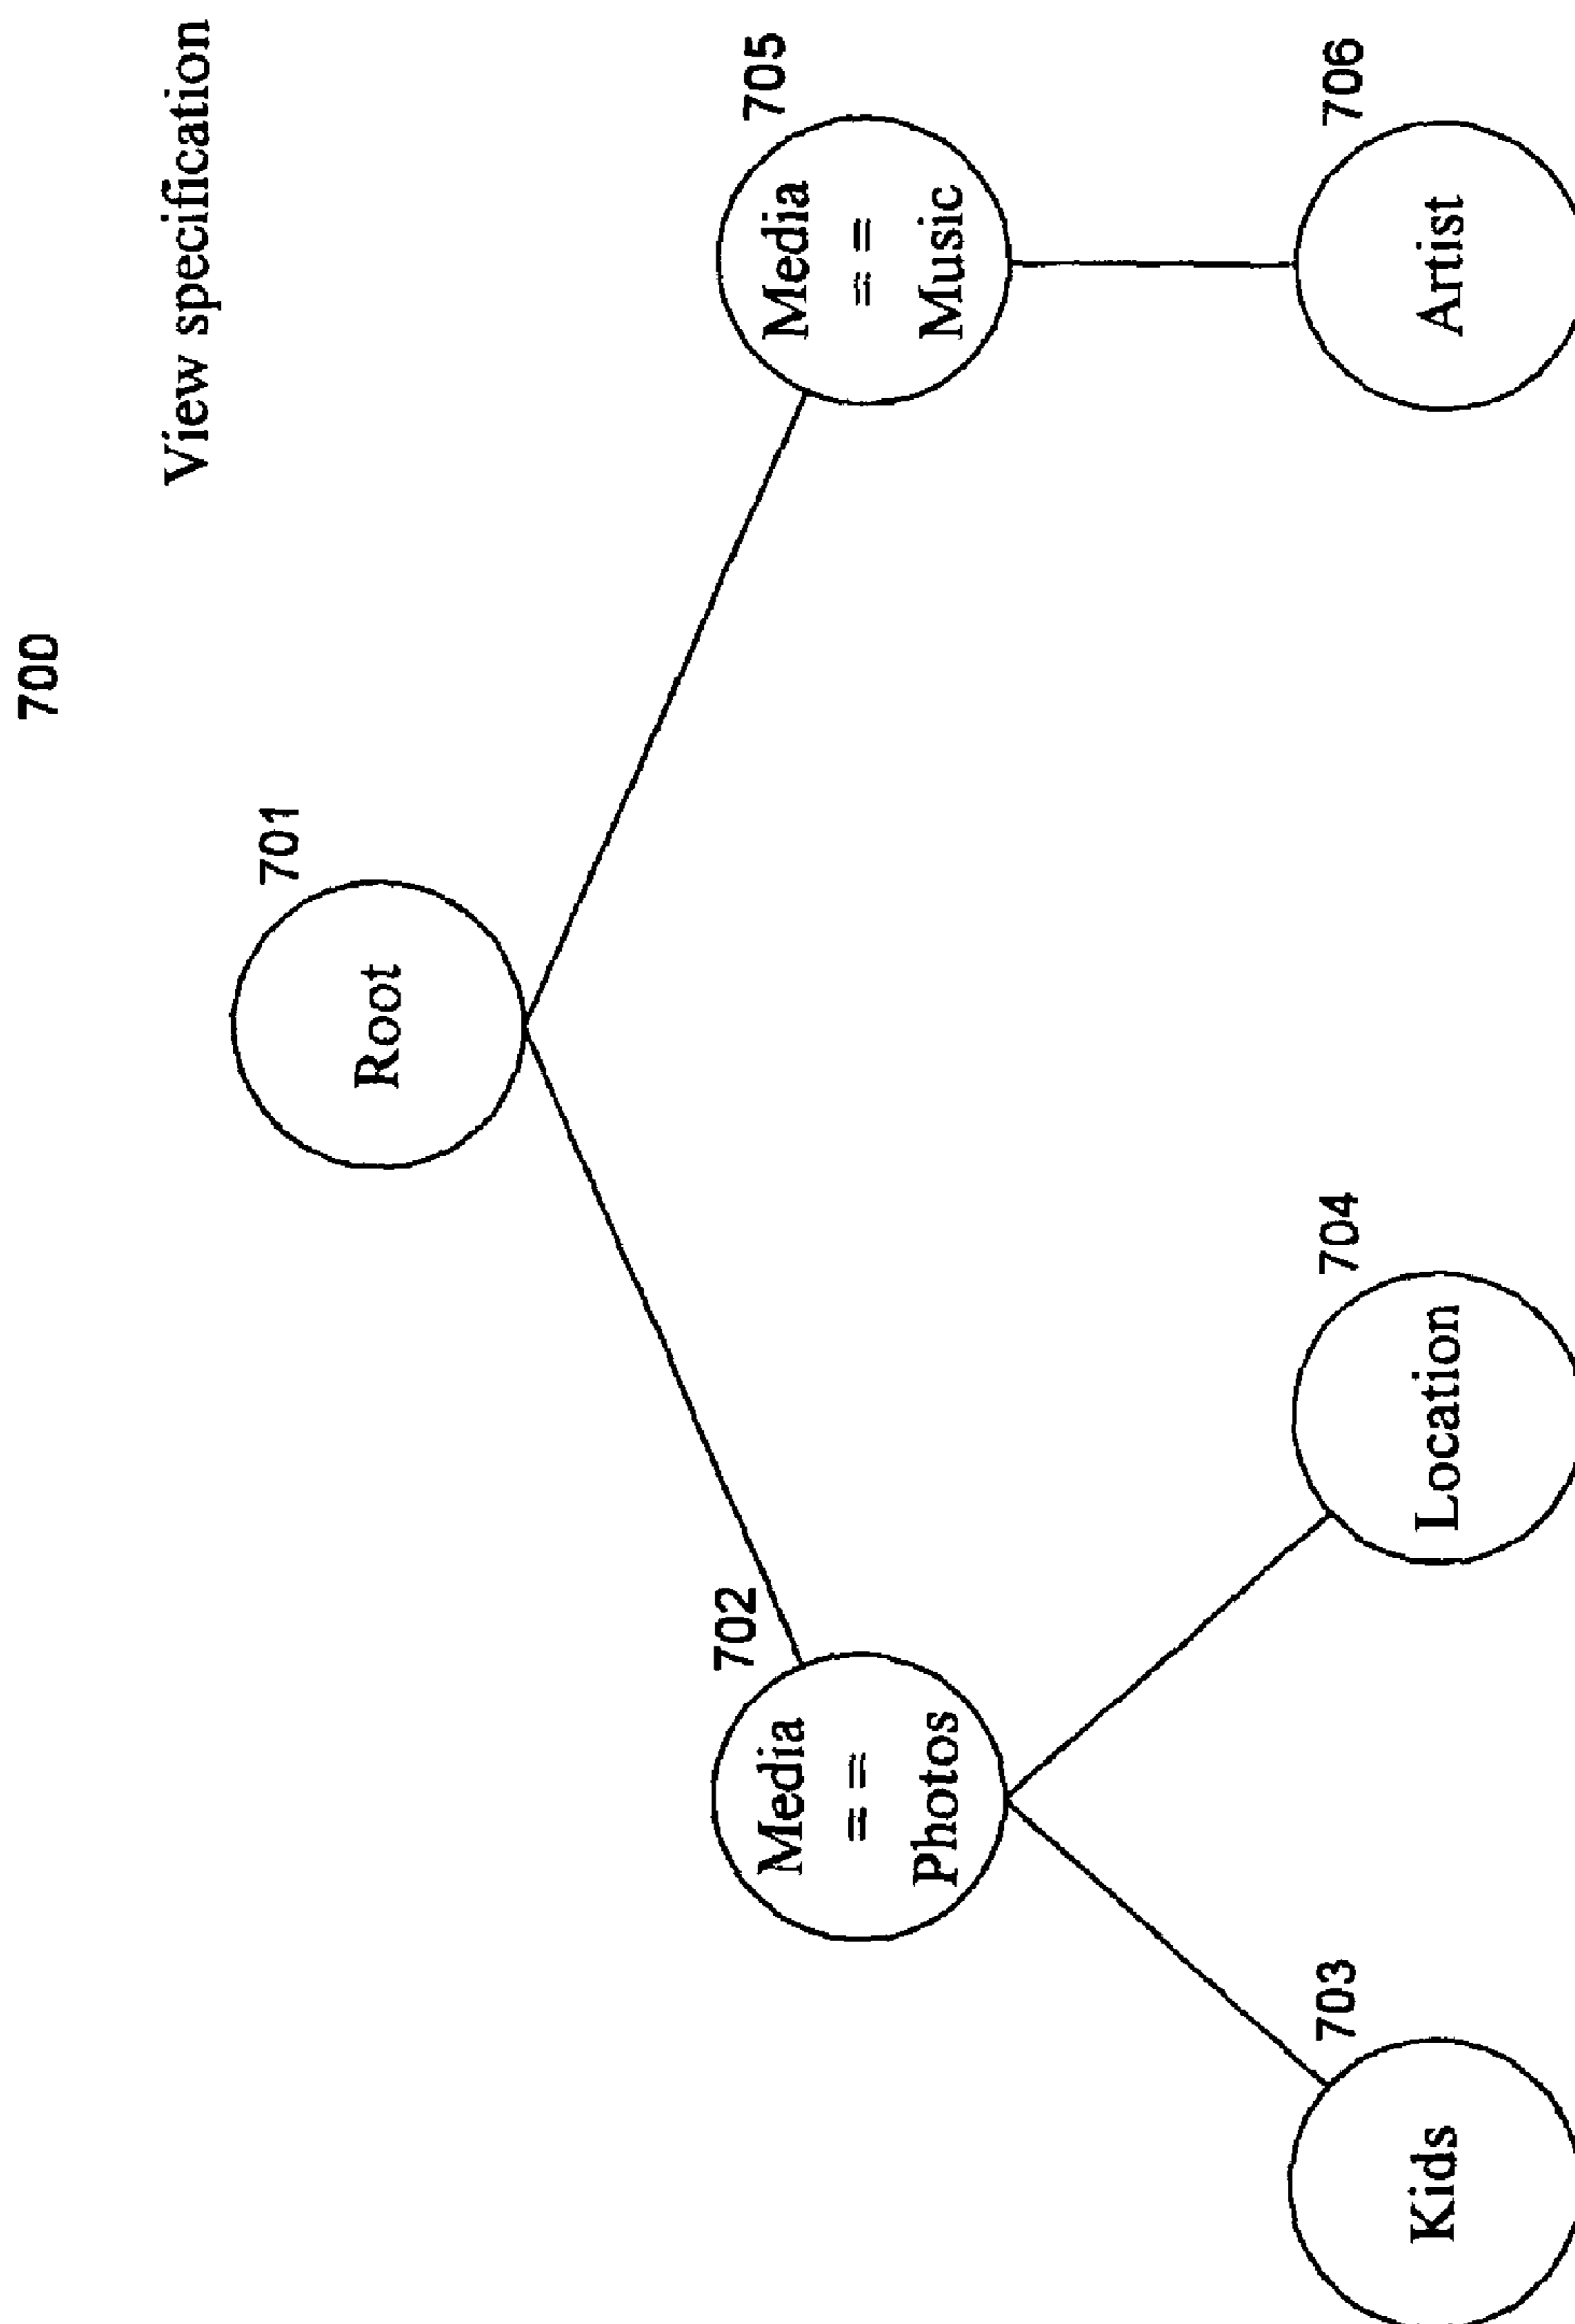 700
View specification
701
Root
702
Media
==
Photos
705
Media
==
Music
703
Kids
704
Location
706
Artist